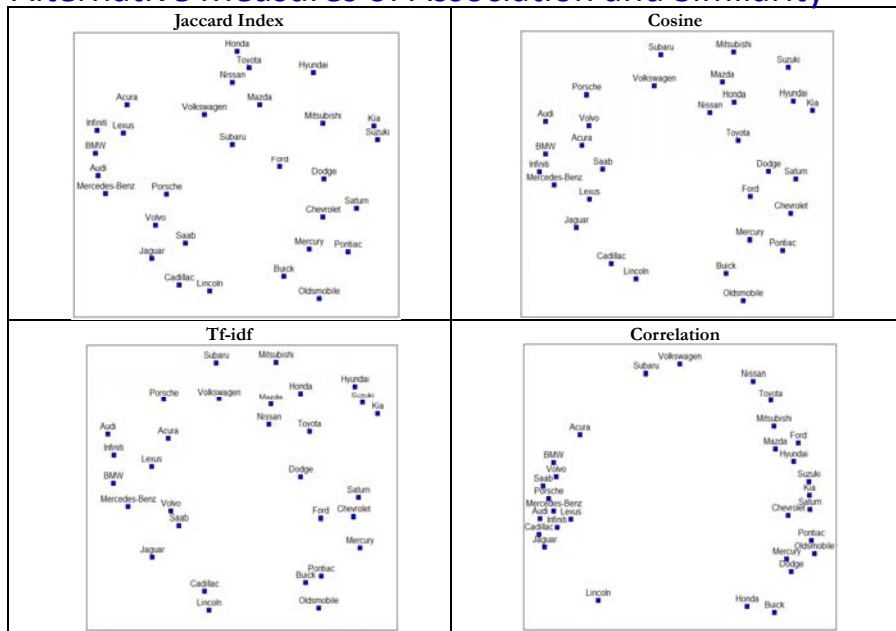 Alternative Measures of Association and Similarity
Jaccard Index
Honda
Toyota
Nissan
Hyundai
Acura
Volkswagen
Mazda
Mitsubishi
Kia
Suzuki
Infiniti
Lexus
Subaru
BMW
Ford
Audi
Dodge
Mercedes-Benz
Porsche
Saturn
Chevrolet
Volvo
Saab
Mercury
Pontiac
Jaguar
Cadillac
Lincoln
Buick
Oldsmobile
Cosine
Subaru
Mitsubishi
Suzuki
Volkswagen
Mazda
Porsche
Honda
Hyundai
Kia
Nissan
Audi
Volvo
Acura
Toyota
BMW
Infiniti
Saab
Dodge
Saturn
Mercedes-Benz
Lexus
Ford
Chevrolet
Jaguar
Mercury
Pontiac
Cadillac
Lincoln
Buick
Oldsmobile
Tf-idf
Subaru
Mitsubishi
Porsche
Volkswagen
Honda
Hyundai
Mazda
Suzuki
Kia
Nissan
Toyota
Audi
Acura
Infiniti
Lexus
BMW
Dodge
Mercedes-Benz
Volvo
Saab
Saturn
Ford
Chevrolet
Mercury
Jaguar
Pontiac
Buick
Cadillac
Lincoln
Oldsmobile
Correlation
Volkswagen
Subaru
Nissan
Toyota
Acura
Mitsubishi
Mazda
Ford
Hyundai
BMW
Volvo
Saab
Suzuki
Kia
Porsche
Mercedes-Benz
Saturn
Chevrolet
Audi
Lexus
Infiniti
Cadillac
Jaguar
Pontiac
Oldsmobile
Mercury
Dodge
Lincoln
Honda
Buick